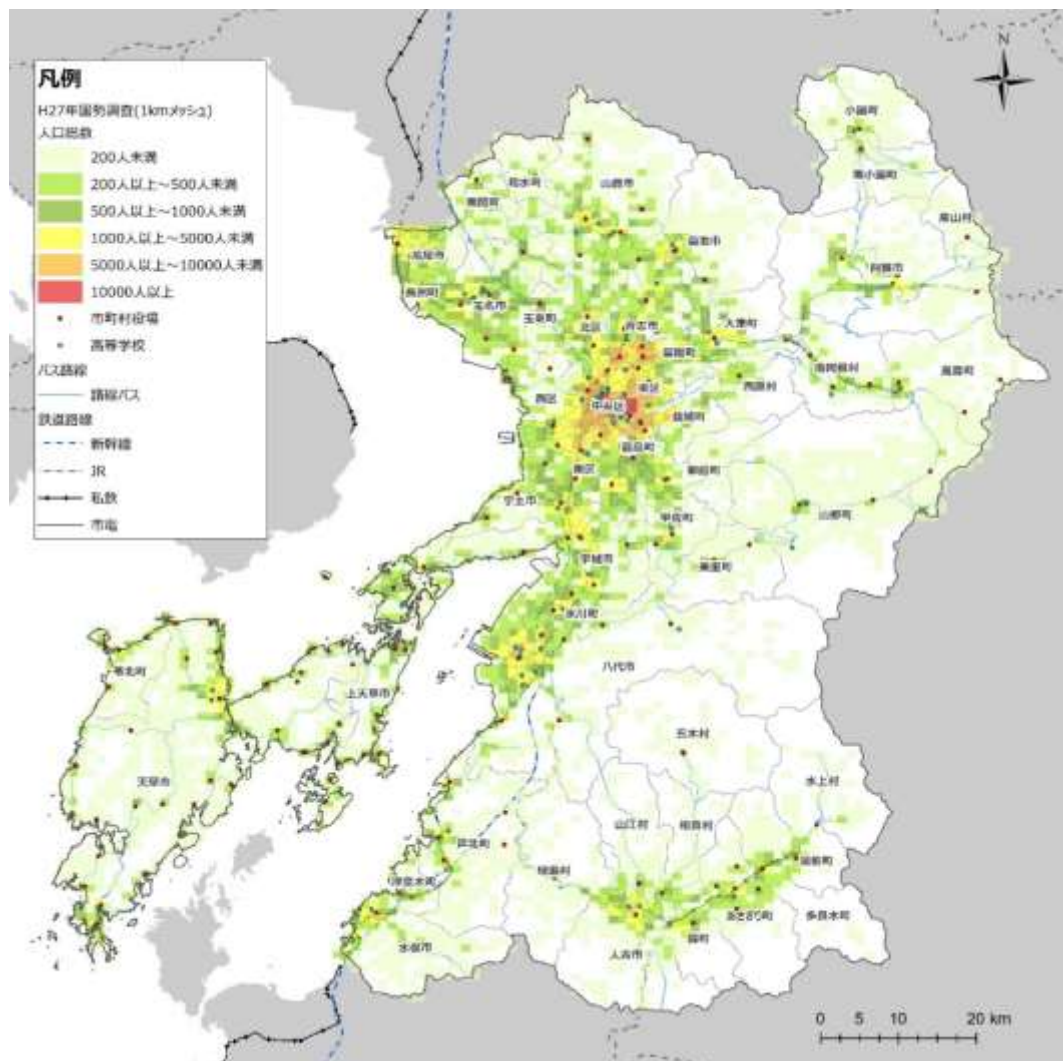 凡例
H27年国勢調査(1kmメッシュ)
人口総数
200人未満
200人以上～500人未満
500人以上～1000人未満
1000人以上～5000人未満
5000人以上～10000人未満
10000人以上
市町村役場
高等学校
バス路線
路線バス
鉄道路線
新幹線
JR
私鉄
市電
N
小国町
南小国町
産山村
阿蘇市
和水町
山鹿市
南関町
菊池市
荒尾市
長洲町
玉名市
玉東町
北区
合志市
大津町
菊陽町
南阿蘇村
高森町
西原村
西区
中央区
東区
益城町
嘉島町
南区
御船町
宇土市
甲佐町
山都町
宇城市
美里町
氷川町
八代市
苓北町
上天草市
天草市
五木村
水上村
山江村
相良村
芦北町
球磨村
湯前町
津奈木町
あさぎり町
多良木町
錦町
水俣市
人吉市
0 5 10 20 km